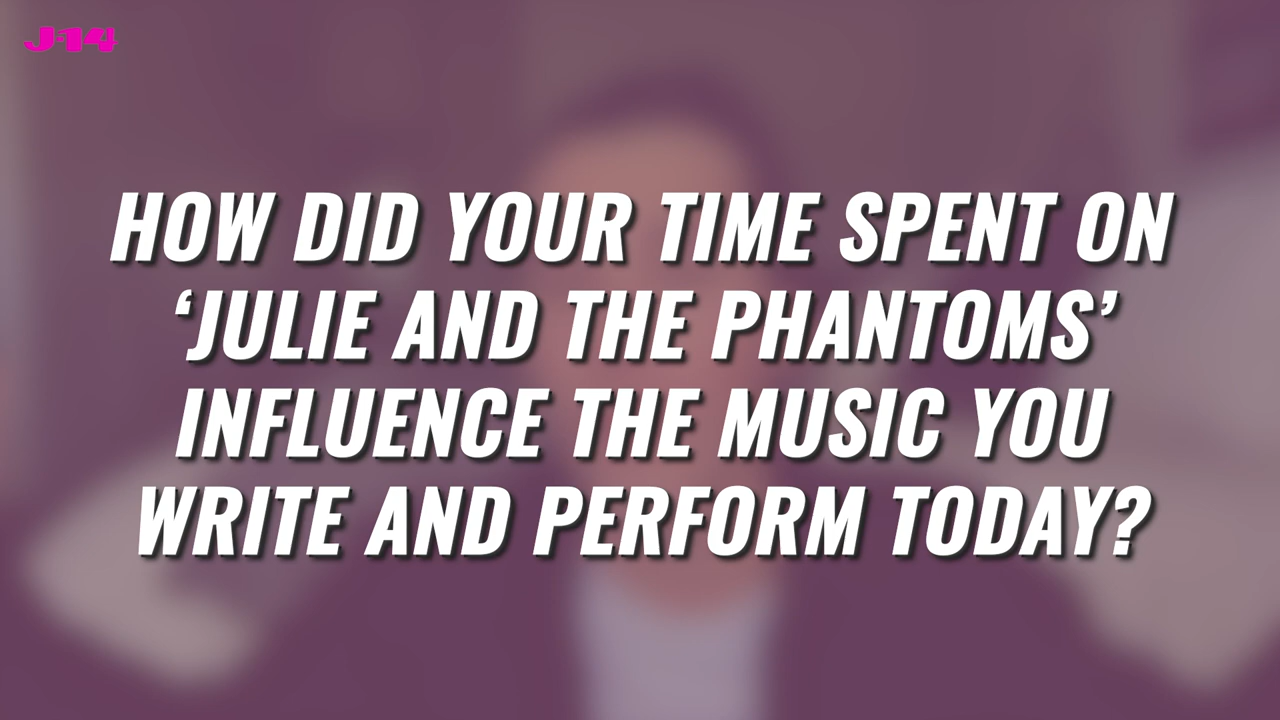 J-14
HOW DID YOUR TIME SPENT ON
‘JULIE AND THE PHANTOMS’
INFLUENCE THE MUSIC YOU
WRITE AND PERFORM TODAY?